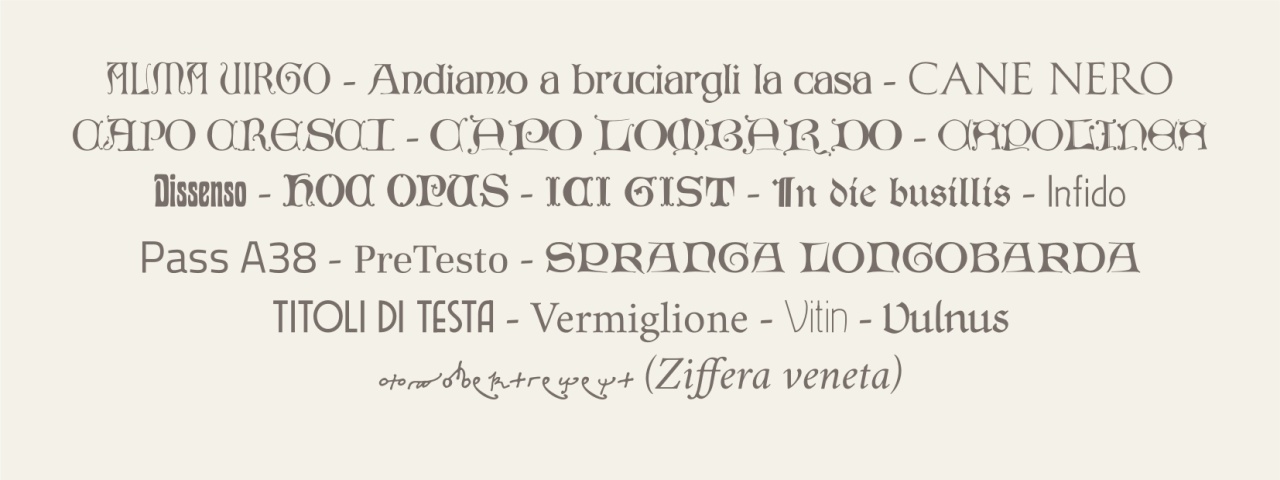 ALMA VIRGO - Andiamo a bruciargli la casa - CANE NERO
CAPO CRESCI - CAPO LOMBARDO - CAPOLINEA
Dissenso - HOC OPUS - ICI GIST - In die busillis - Infido
Pass A38 - PreTesto - SPRANGA LONGOBARDA
TITOLI DI TESTA - Vermiglione - Vitin - Vulnus
(Ziffera veneta)